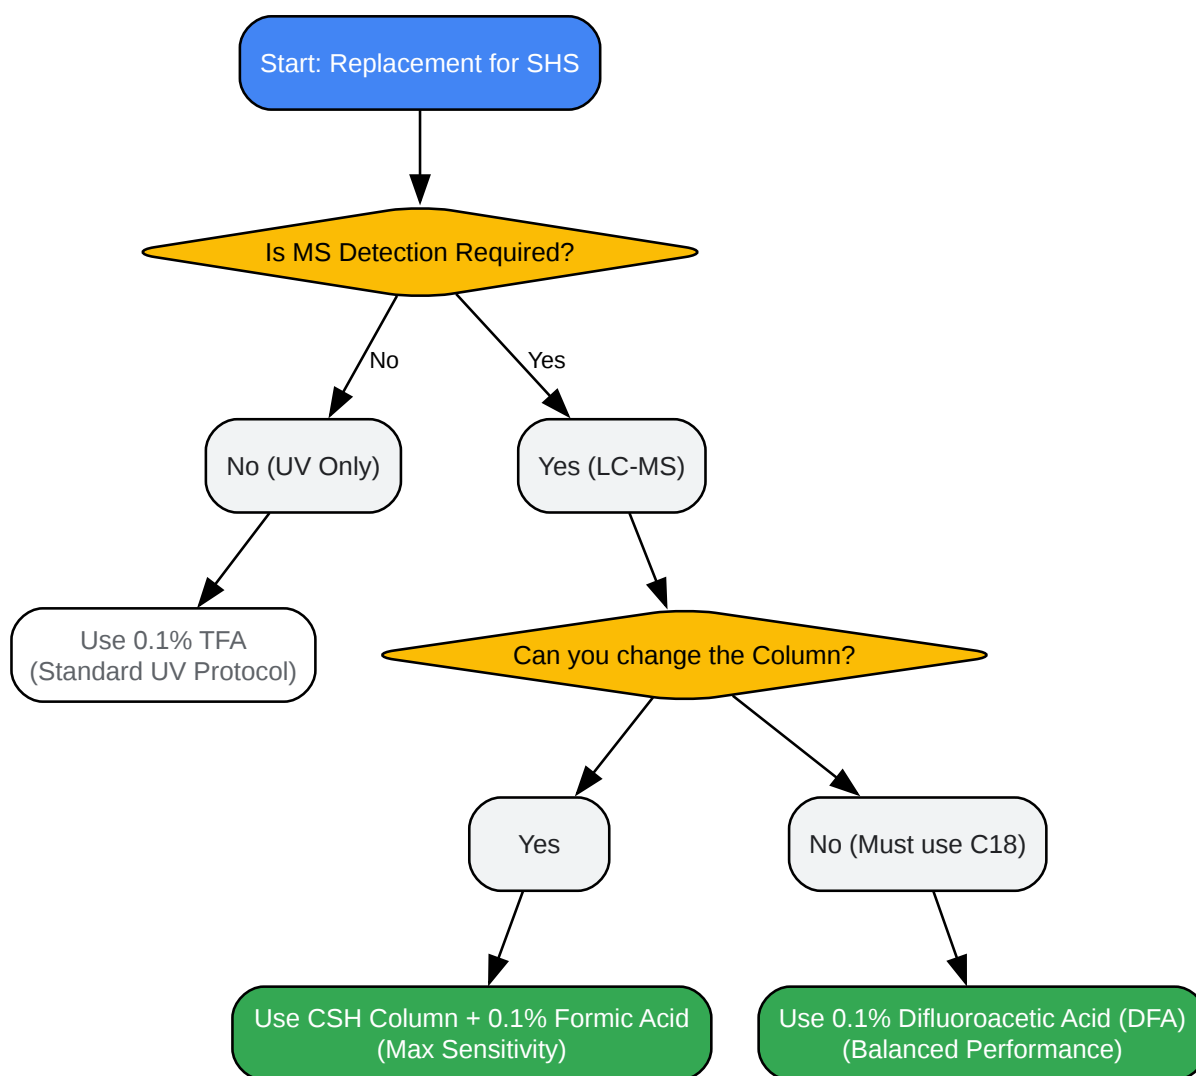 Start: Replacement for SHS
Is MS Detection Required?
No
Yes
No (UV Only)
Yes (LC-MS)
Use 0.1% TFA
(Standard UV Protocol)
Can you change the Column?
Yes
No (Must use C18)
Use CSH Column + 0.1% Formic Acid
(Max Sensitivity)
Use 0.1% Difluoroacetic Acid (DFA)
(Balanced Performance)